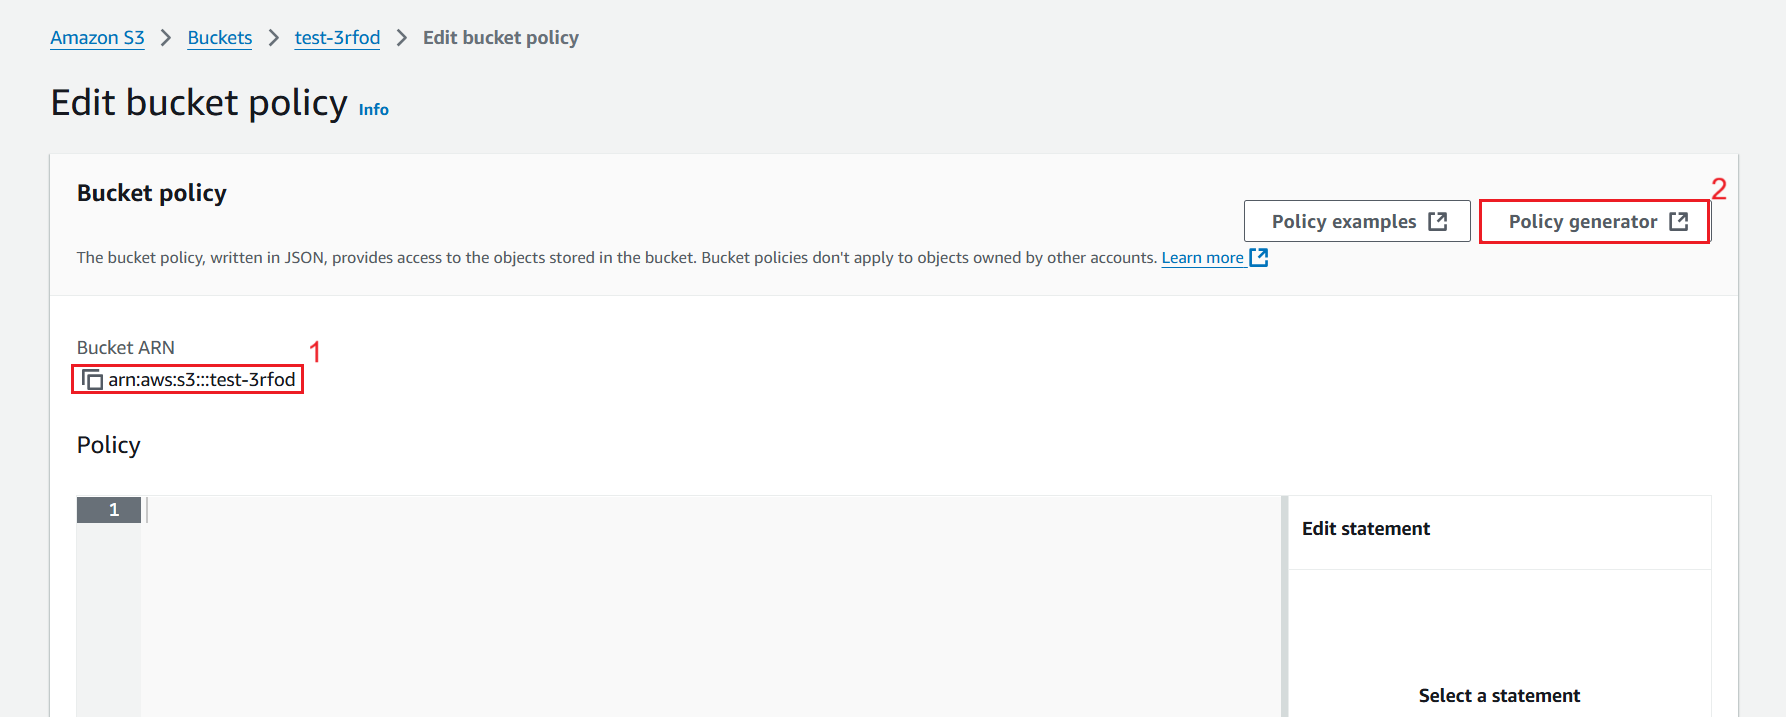 Amazon S3 > Buckets > test-3rfod > Edit bucket policy
Edit bucket policy Info
Bucket policy
2
Policy examples
Policy generator
The bucket policy, written in JSON, provides access to the objects stored in the bucket. Bucket policies don't apply to objects owned by other accounts. Learn more
Bucket ARN
1
arn:aws:s3:::test-3rfod
Policy
1
Edit statement
Select a statement